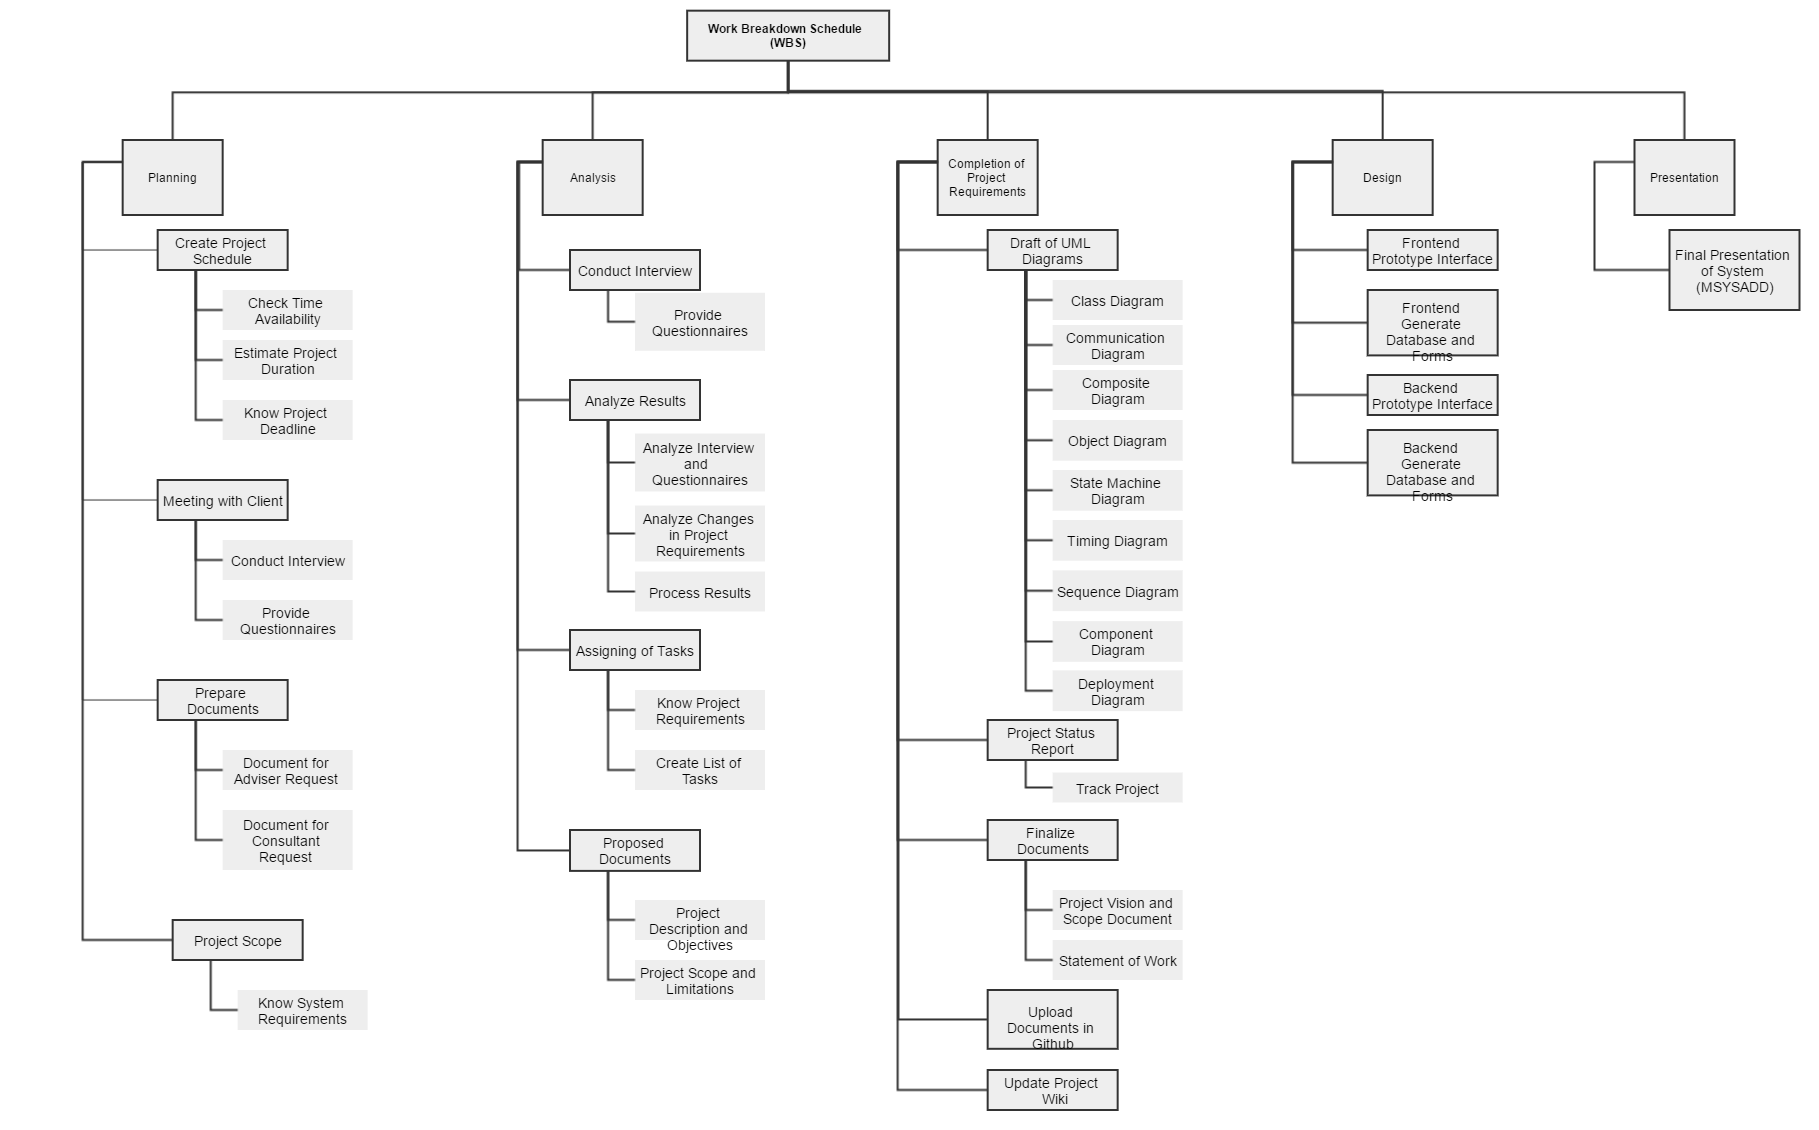 Work Breakdown Schedule
(WBS)
Planning
Create Project
Schedule
Check Time
Availability
Estimate Project
Duration
Know Project
Deadline
Meeting with Client
Conduct Interview
Provide
Questionnaires
Prepare
Documents
Document for
Adviser Request
Document for
Consultant
Request
Project Scope
Know System
Requirements
Analysis
Conduct Interview
Provide
Questionnaires
Analyze Results
Analyze Interview
and
Questionnaires
Analyze Changes
in Project
Requirements
Process Results
Assigning of Tasks
Know Project
Requirements
Create List of
Tasks
Proposed
Documents
Project
Description and
Objectives
Project Scope and
Limitations
Completion of
Project
Requirements
Draft of UML
Diagrams
Class Diagram
Communication
Diagram
Composite
Diagram
Object Diagram
State Machine
Diagram
Timing Diagram
Sequence Diagram
Component
Diagram
Deployment
Diagram
Project Status
Report
Track Project
Finalize
Documents
Project Vision and
Scope Document
Statement of Work
Upload
Documents in
Github
Update Project
Wiki
Design
Frontend
Prototype Interface
Frontend
Generate
Database and
Forms
Backend
Prototype Interface
Backend
Generate
Database and
Forms
Presentation
Final Presentation
of System
(MSYSADD)